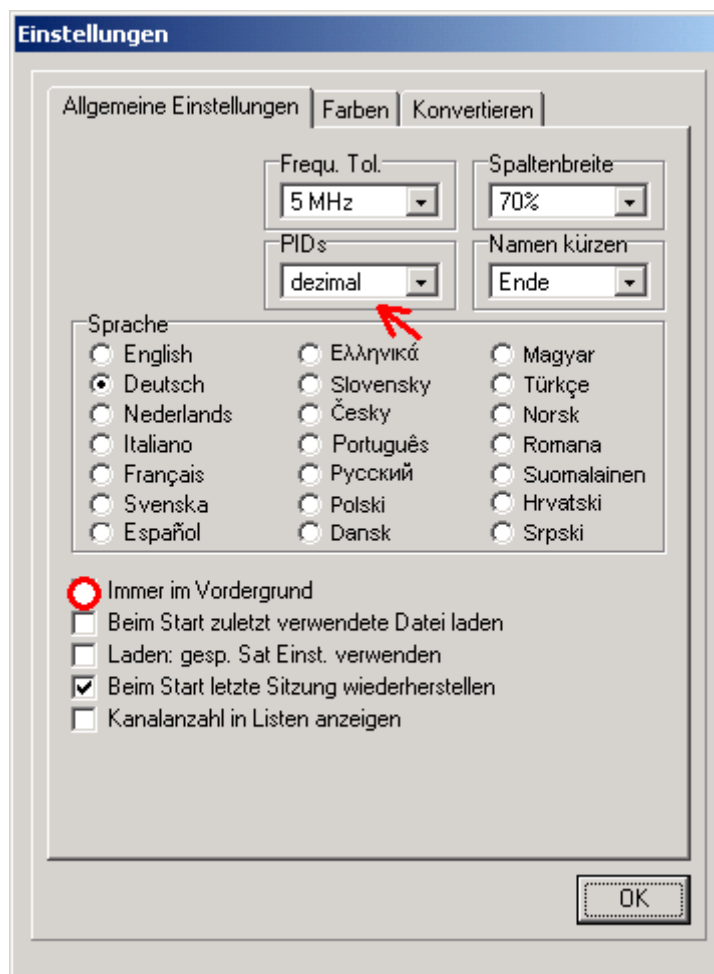 Einstellungen
Allgemeine Einstellungen Farben Konvertieren
Frequ. Tol. Spaltenbreite
5 MHz 70%
PIDs Namen kürzen
dezimal Ende
Sprache
English Ελληνικά Magyar
Deutsch Slovensky Türkçe
Nederlands Česky Norsk
Italiano Português Romana
Français Русский Suomalainen
Svenska Polski Hrvatski
Español Dansk Srpski
Immer im Vordergrund
Beim Start zuletzt verwendete Datei laden
Laden: gesp. Sat Einst. verwenden
Beim Start letzte Sitzung wiederherstellen
Kanalanzahl in Listen anzeigen
OK